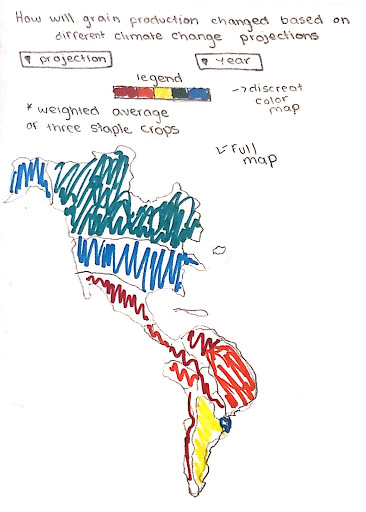 How will grain production changed based on
different climate change projections
projection
year
legend
→ discreat
color
map
* weighted average
of three staple crops
✓ Full
map